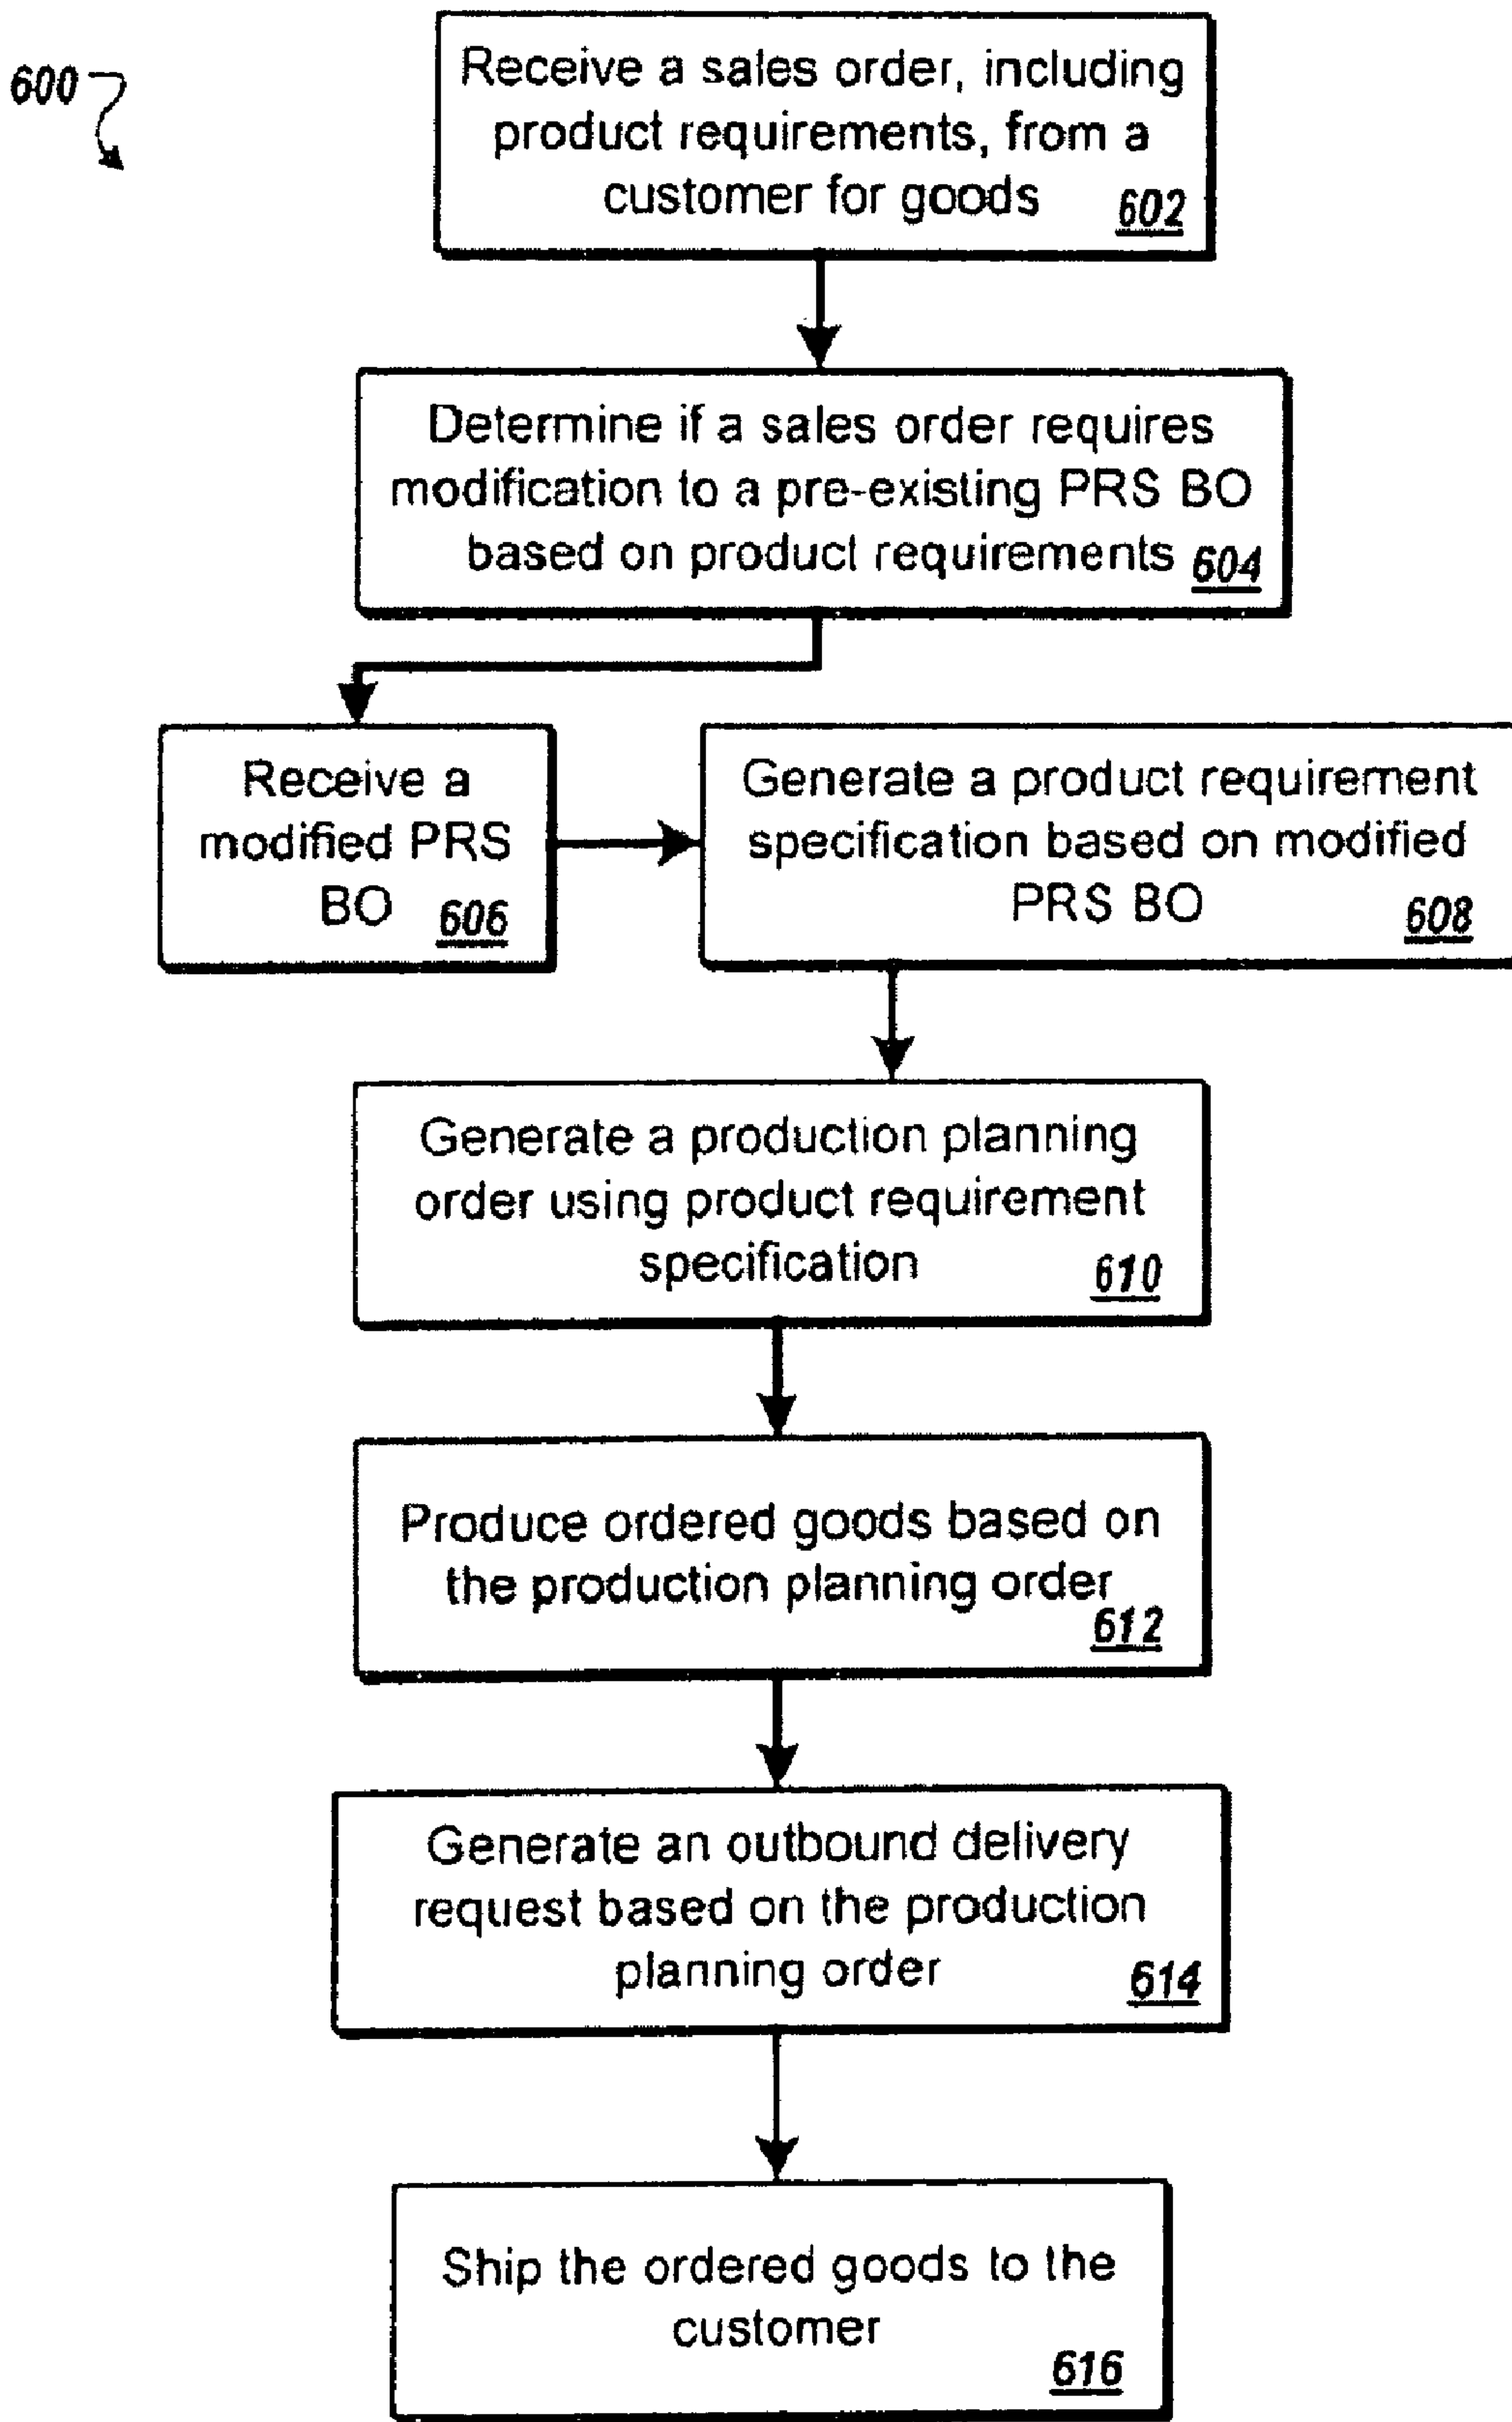 600
Receive a sales order, including
product requirements, from a
customer for goods 602
Determine if a sales order requires
modification to a pre-existing PRS BO
based on product requirements 604
Receive a
modified PRS
BO 606
Generate a product requirement
specification based on modified
PRS BO 608
Generate a production planning
order using product requirement
specification 610
Produce ordered goods based on
the production planning order
612
Generate an outbound delivery
request based on the production
planning order 614
Ship the ordered goods to the
customer
616